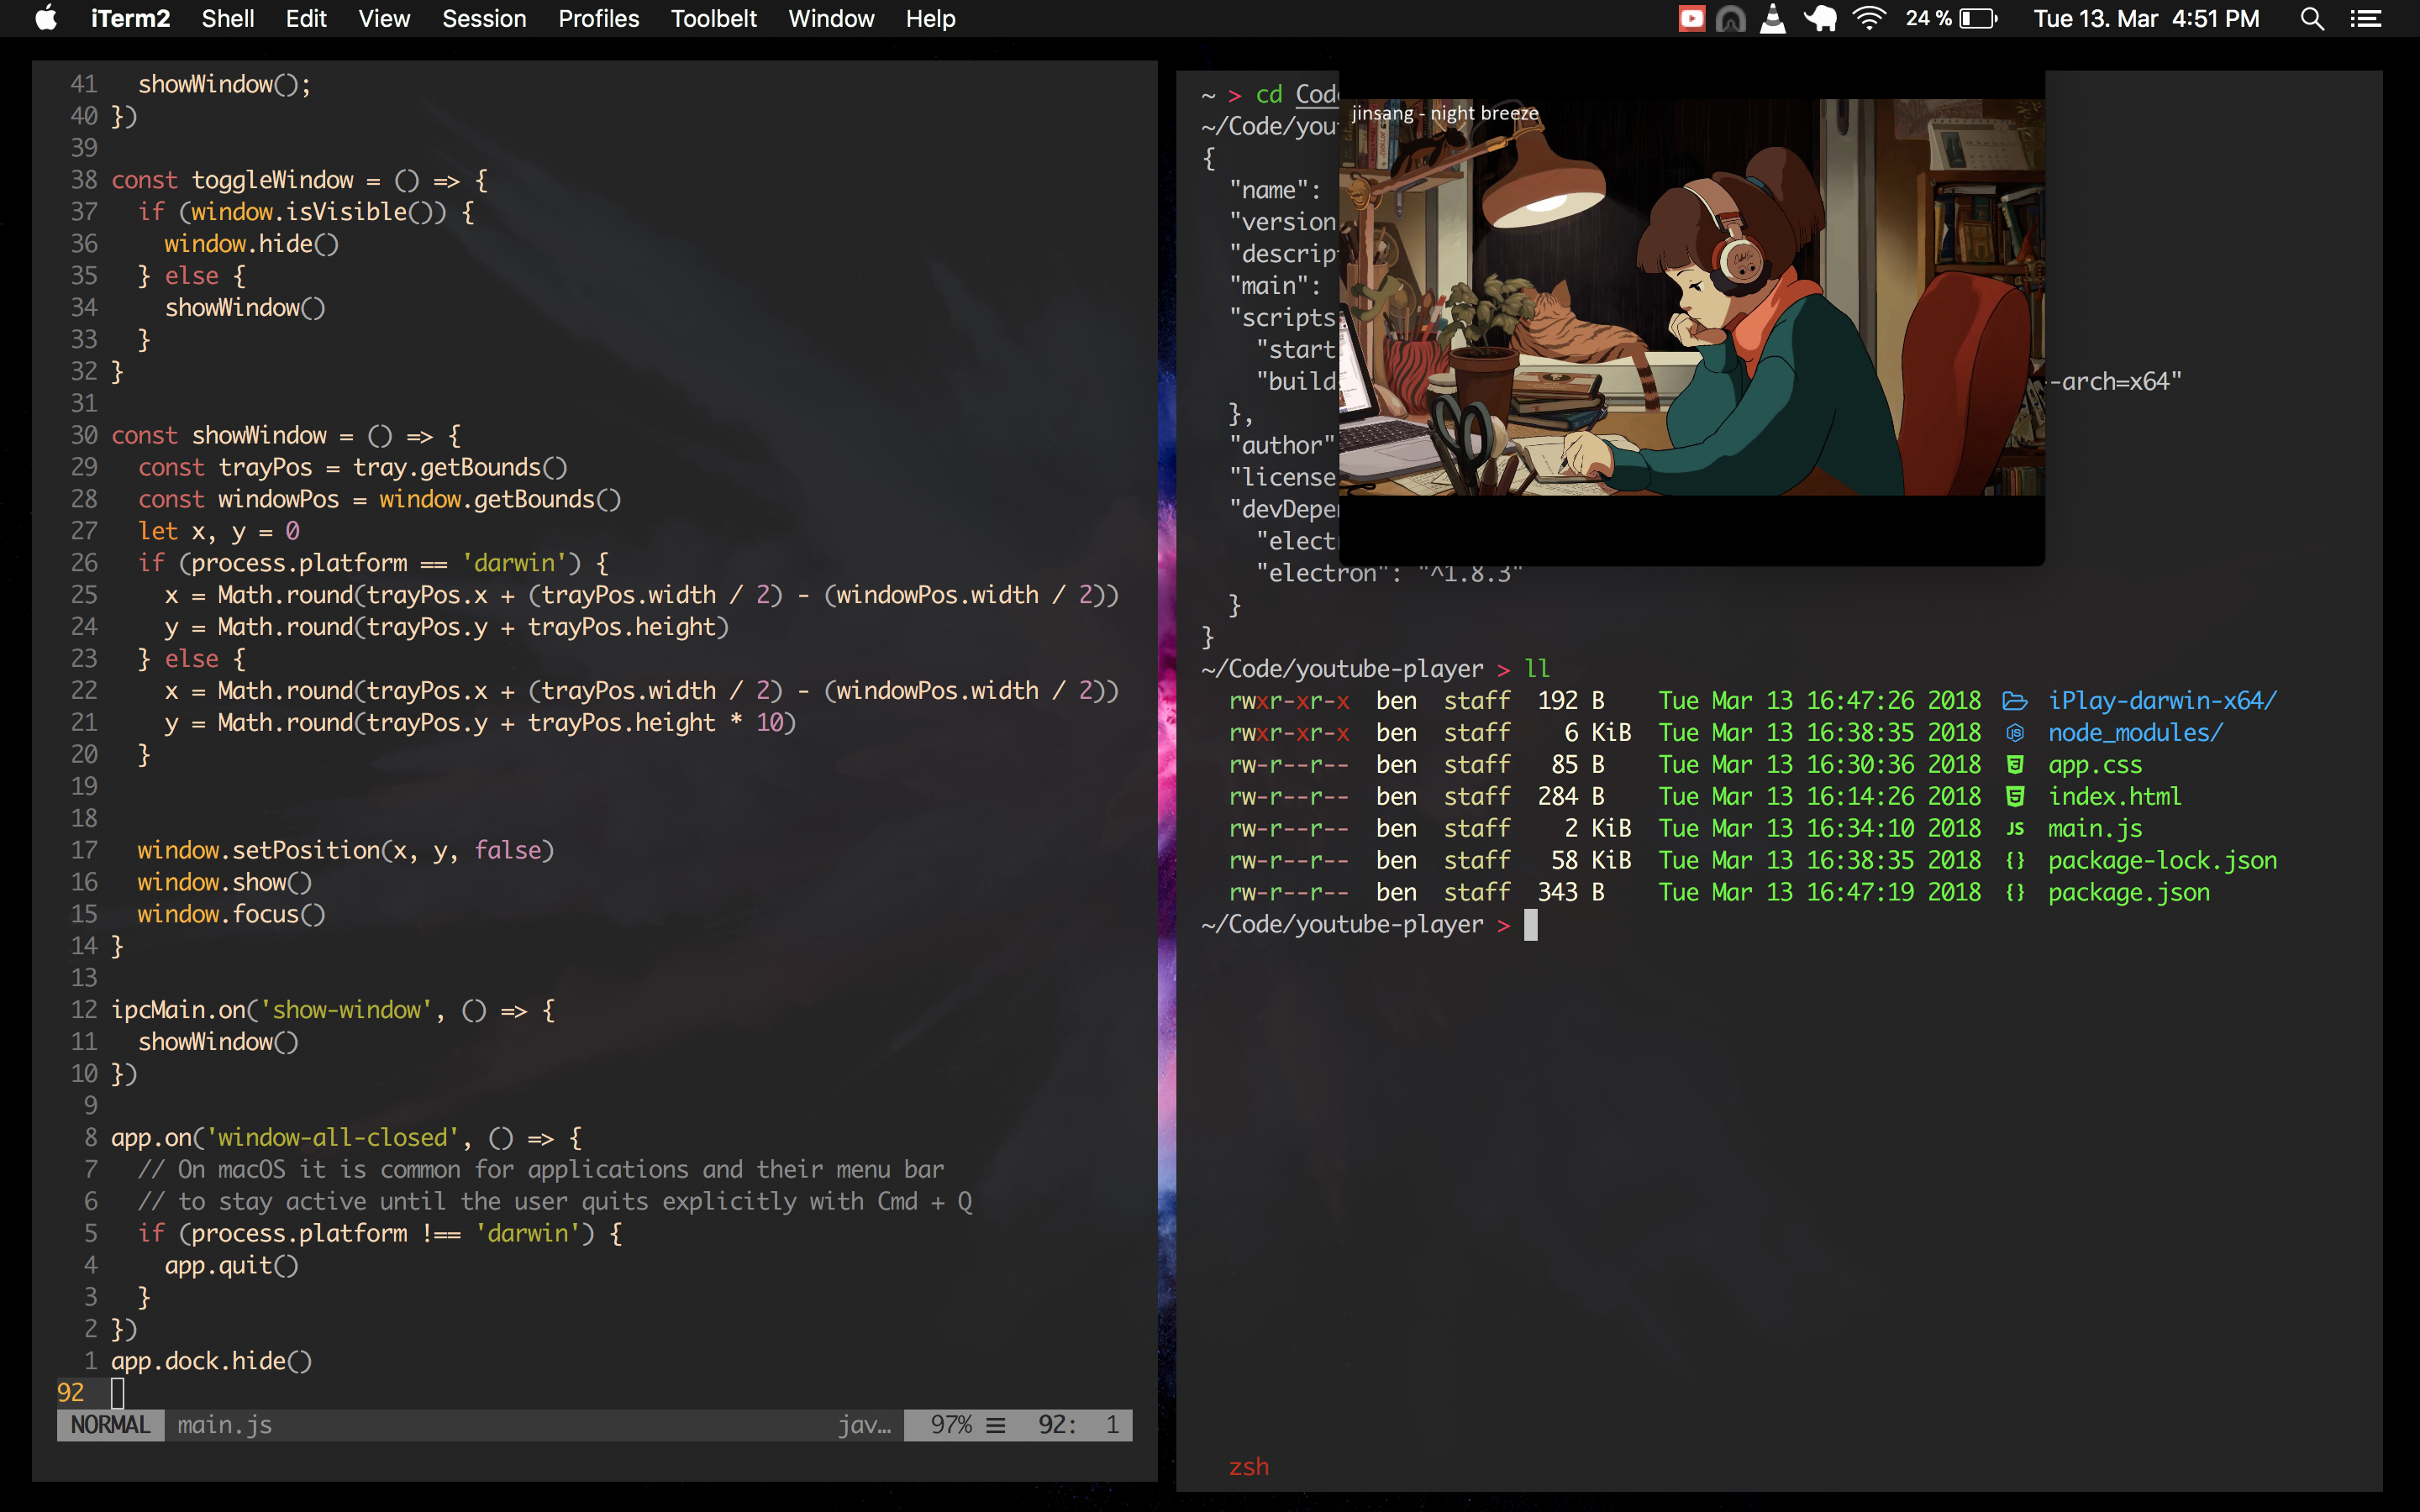 iTerm2 Shell Edit View Session Profiles Toolbelt Window Help 24 % Tue 13. Mar 4:51 PM
41   showWindow();
40 })
39
38 const toggleWindow = () => {
37   if (window.isVisible()) {
36     window.hide()
35   } else {
34     showWindow()
33   }
32 }
31
30 const showWindow = () => {
29   const trayPos = tray.getBounds()
28   const windowPos = window.getBounds()
27   let x, y = 0
26   if (process.platform == 'darwin') {
25     x = Math.round(trayPos.x + (trayPos.width / 2) - (windowPos.width / 2))
24     y = Math.round(trayPos.y + trayPos.height)
23   } else {
22     x = Math.round(trayPos.x + (trayPos.width / 2) - (windowPos.width / 2))
21     y = Math.round(trayPos.y + trayPos.height * 10)
20   }
19
18
17   window.setPosition(x, y, false)
16   window.show()
15   window.focus()
14 }
13
12 ipcMain.on('show-window', () => {
11   showWindow()
10 })
9
8 app.on('window-all-closed', () => {
7   // On macOS it is common for applications and their menu bar
6   // to stay active until the user quits explicitly with Cmd + Q
5   if (process.platform !== 'darwin') {
4     app.quit()
3   }
2 })
1 app.dock.hide()
92
NORMAL main.js jav… 97% ≡ 92: 1
~ > cd Cod
~/Code/you
jinsang - night breeze
{
"name":
"version
"descrip
"main":
"scripts
"start
"build -arch=x64"
},
"author"
"license
"devDepe
"elect
"electron": "^1.8.3"
}
}
~/Code/youtube-player > ll
rwxr-xr-x ben staff 192 B Tue Mar 13 16:47:26 2018 iPlay-darwin-x64/
rwxr-xr-x ben staff 6 KiB Tue Mar 13 16:38:35 2018 node_modules/
rw-r--r-- ben staff 85 B Tue Mar 13 16:30:36 2018 app.css
rw-r--r-- ben staff 284 B Tue Mar 13 16:14:26 2018 index.html
rw-r--r-- ben staff 2 KiB Tue Mar 13 16:34:10 2018 JS main.js
rw-r--r-- ben staff 58 KiB Tue Mar 13 16:38:35 2018 {} package-lock.json
rw-r--r-- ben staff 343 B Tue Mar 13 16:47:19 2018 {} package.json
~/Code/youtube-player >
zsh